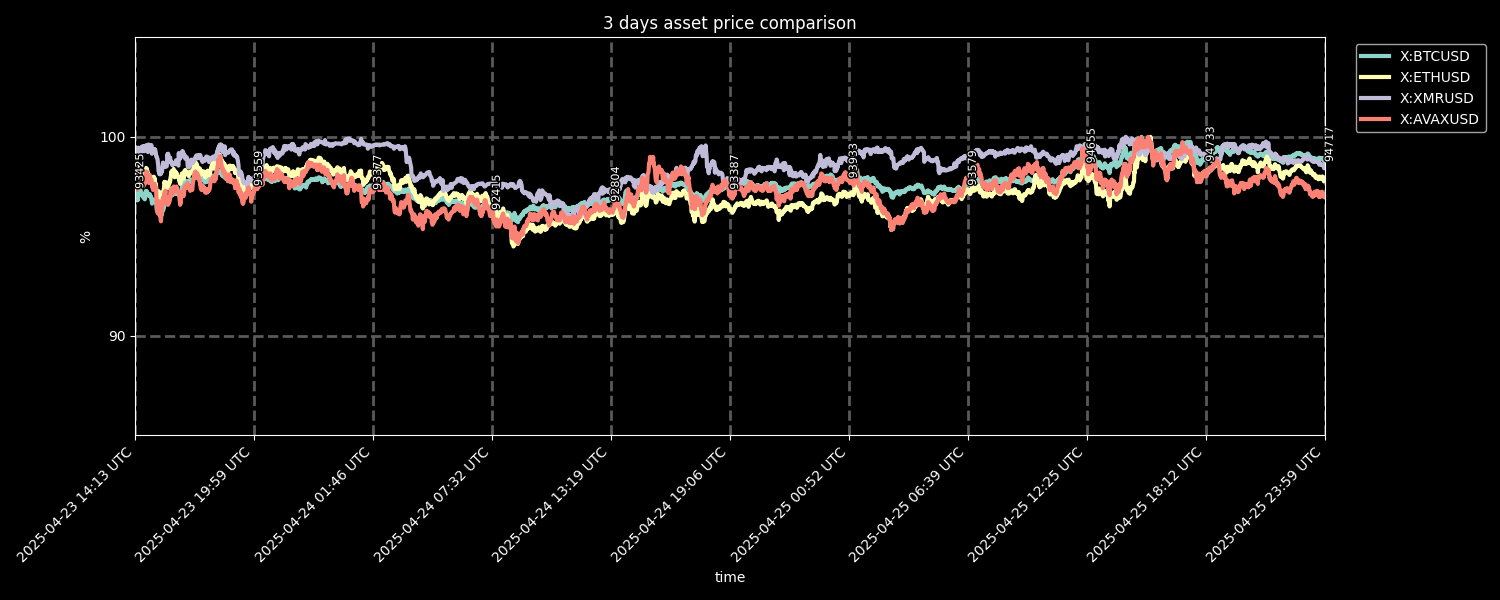 3 days asset price comparison
X:BTCUSD
X:ETHUSD
X:XMRUSD
X:AVAXUSD
100
90
%
93425
93559
93377
92415
92804
93387
93933
93579
94655
94733
94717
2025-04-23 14:13 UTC
2025-04-23 19:59 UTC
2025-04-24 01:46 UTC
2025-04-24 07:32 UTC
2025-04-24 13:19 UTC
2025-04-24 19:06 UTC
2025-04-25 00:52 UTC
2025-04-25 06:39 UTC
2025-04-25 12:25 UTC
2025-04-25 18:12 UTC
2025-04-25 23:59 UTC
time